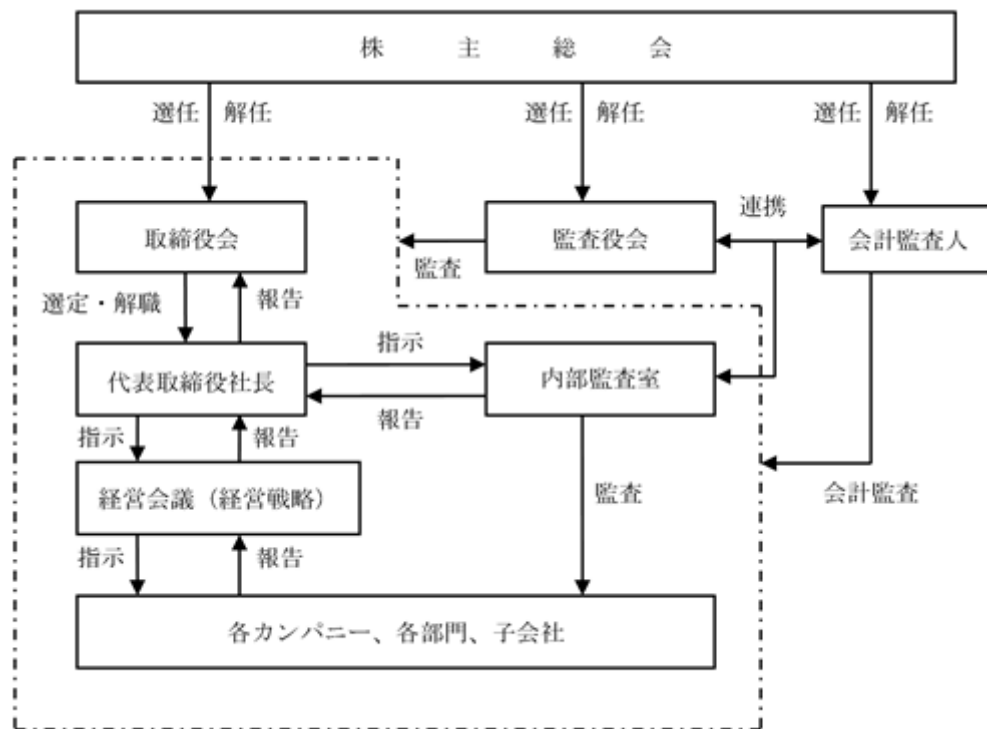 株主総会
選任
解任
選任
解任
選任
解任
取締役会
監査役会
連携
会計監査人
監査
選定・解職
報告
指示
代表取締役社長
内部監査室
報告
指示
報告
経営会議（経営戦略）
監査
会計監査
指示
報告
各カンパニー、各部門、子会社